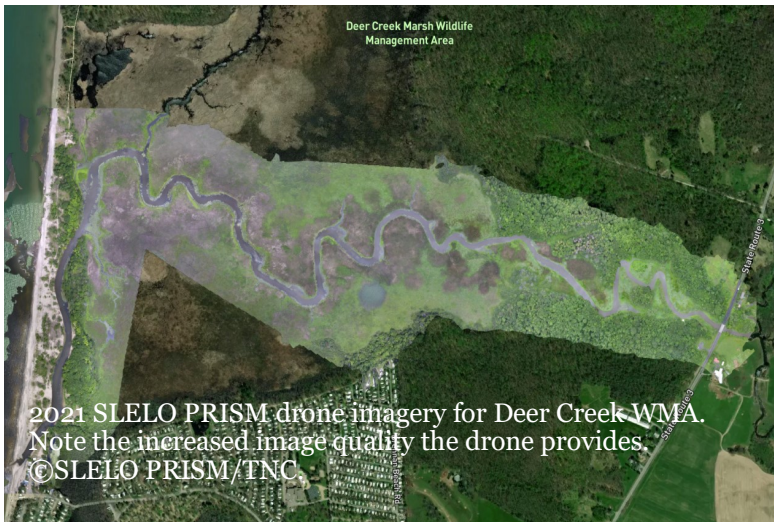 Deer Creek Marsh Wildlife
Management Area
State Route 3
State Route 3
2021 SLELO PRISM drone imagery for Deer Creek WMA.
Note the increased image quality the drone provides.
©SLELO PRISM/TNC.